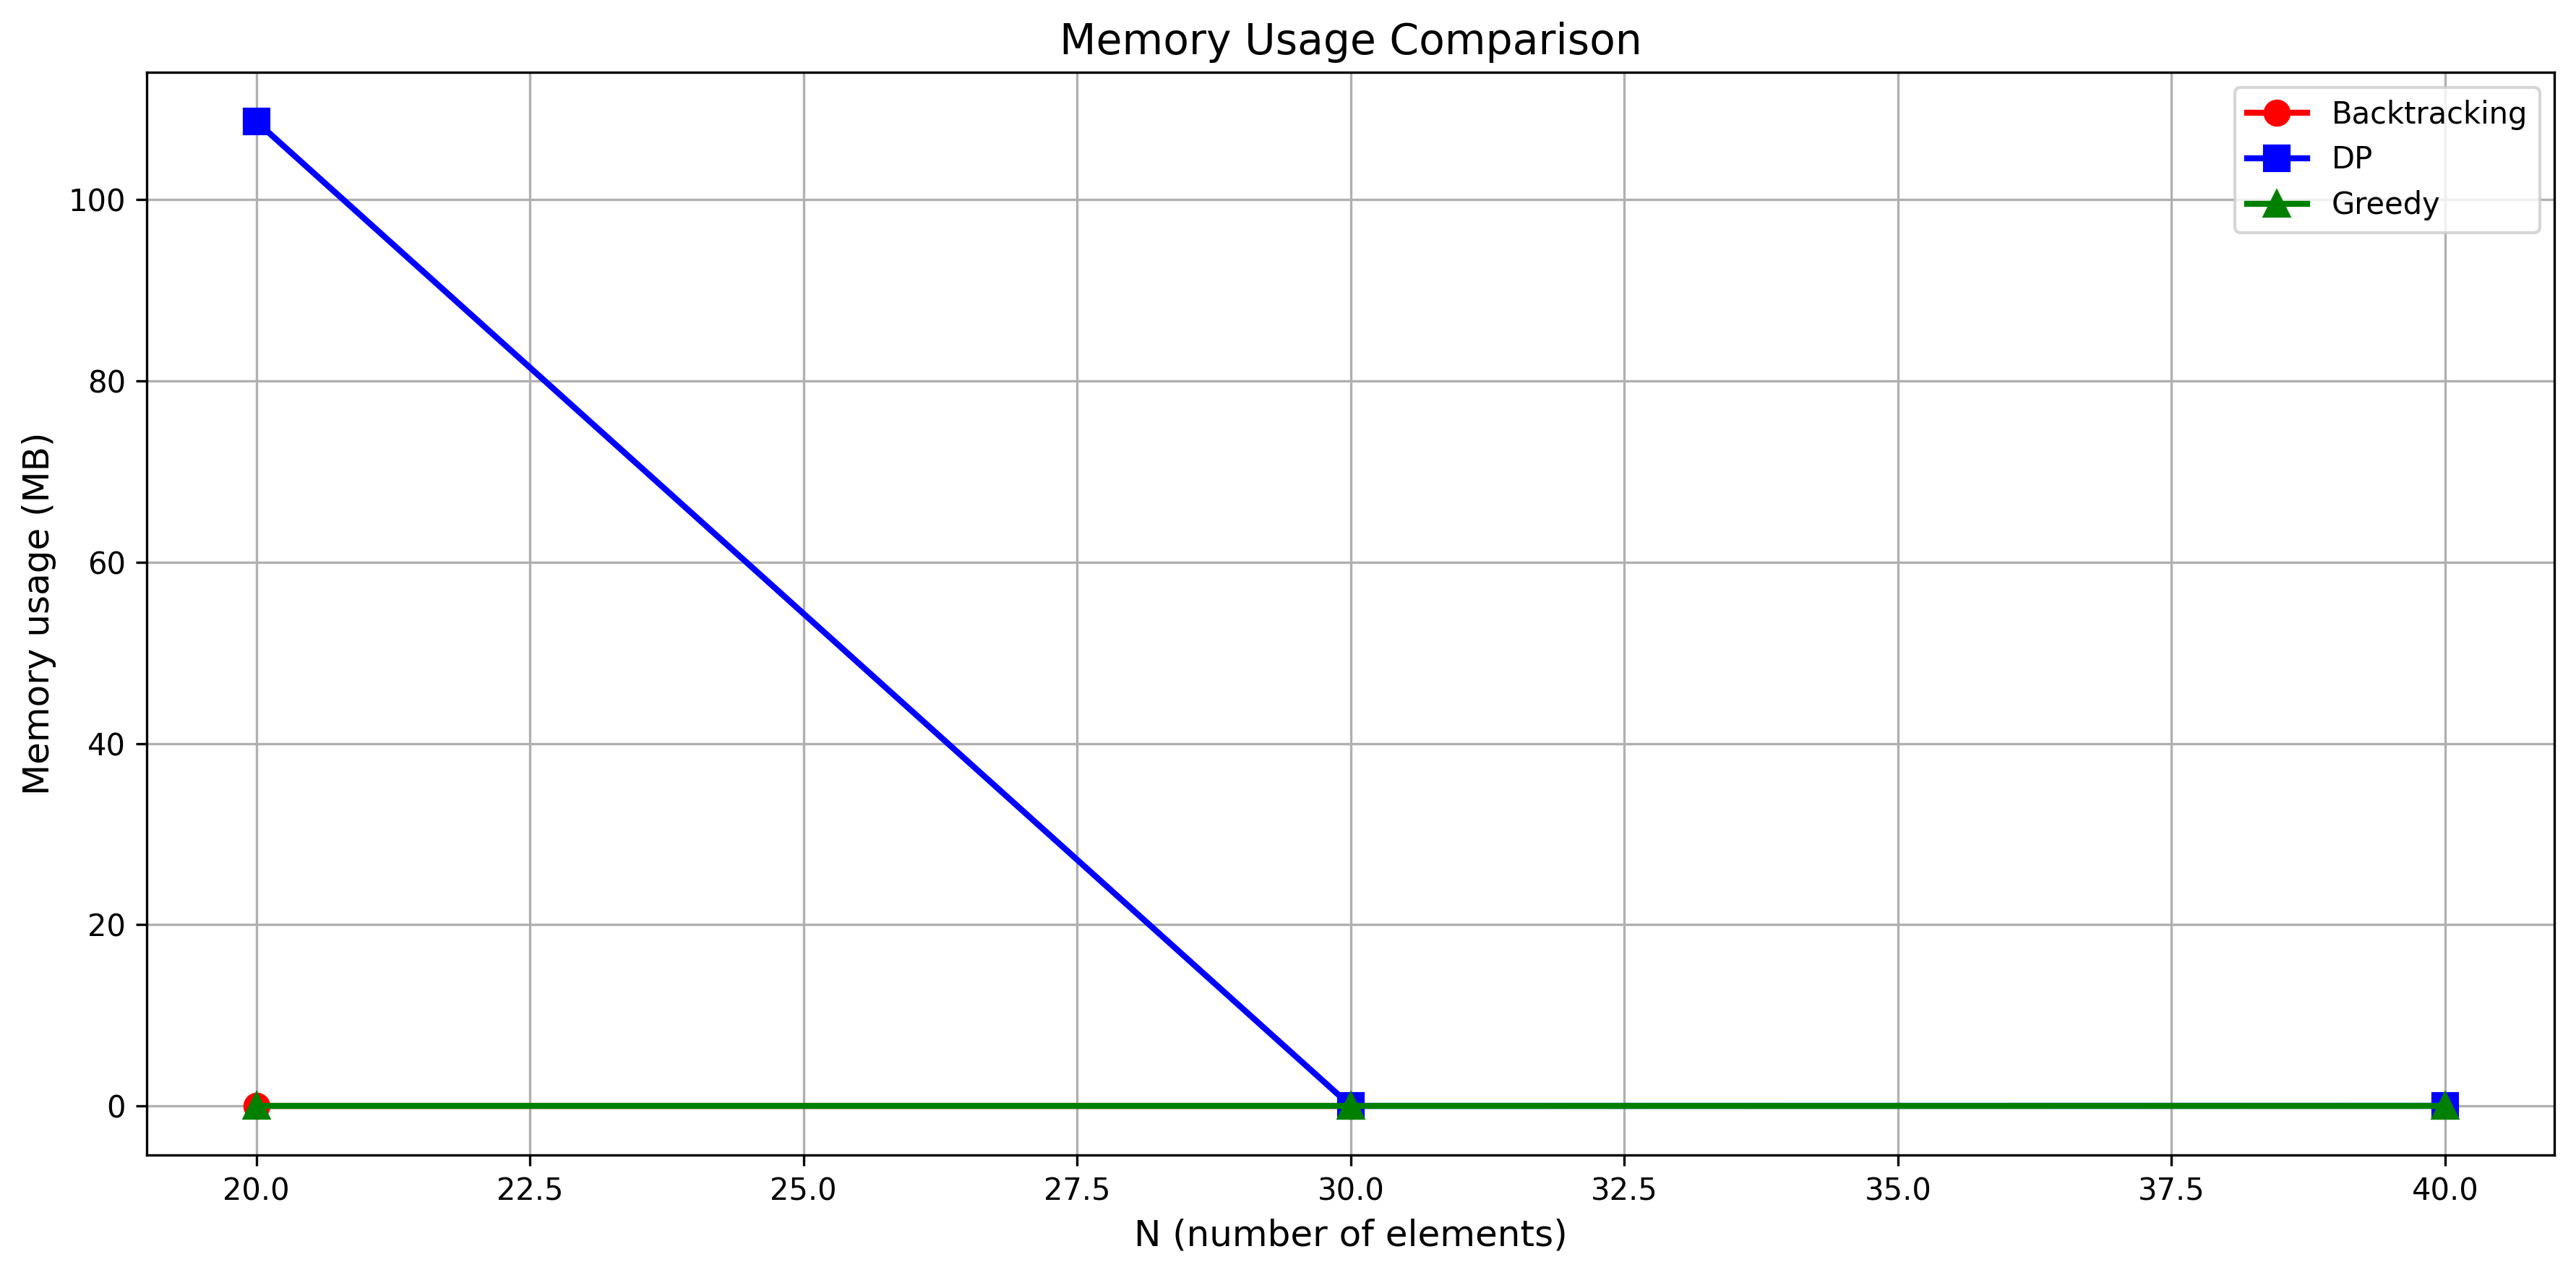 Memory Usage Comparison
Backtracking
DP
Greedy
Memory usage (MB)
100
80
60
40
20
0
20.0 22.5 25.0 27.5 30.0 32.5 35.0 37.5 40.0
N (number of elements)